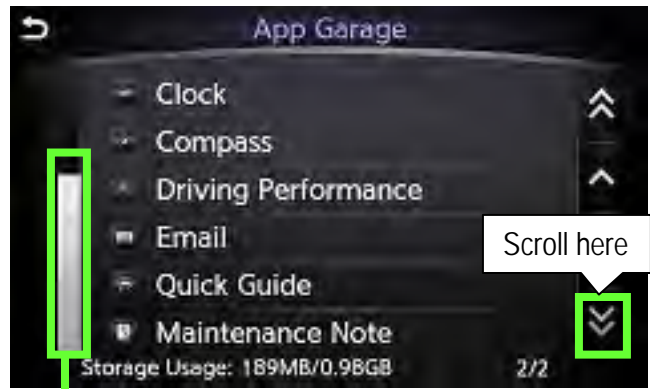 App Garage
Clock
Compass
Driving Performance
Email
Scroll here
Quick Guide
Maintenance Note
Storage Usage: 189MB/0.98GB 2/2